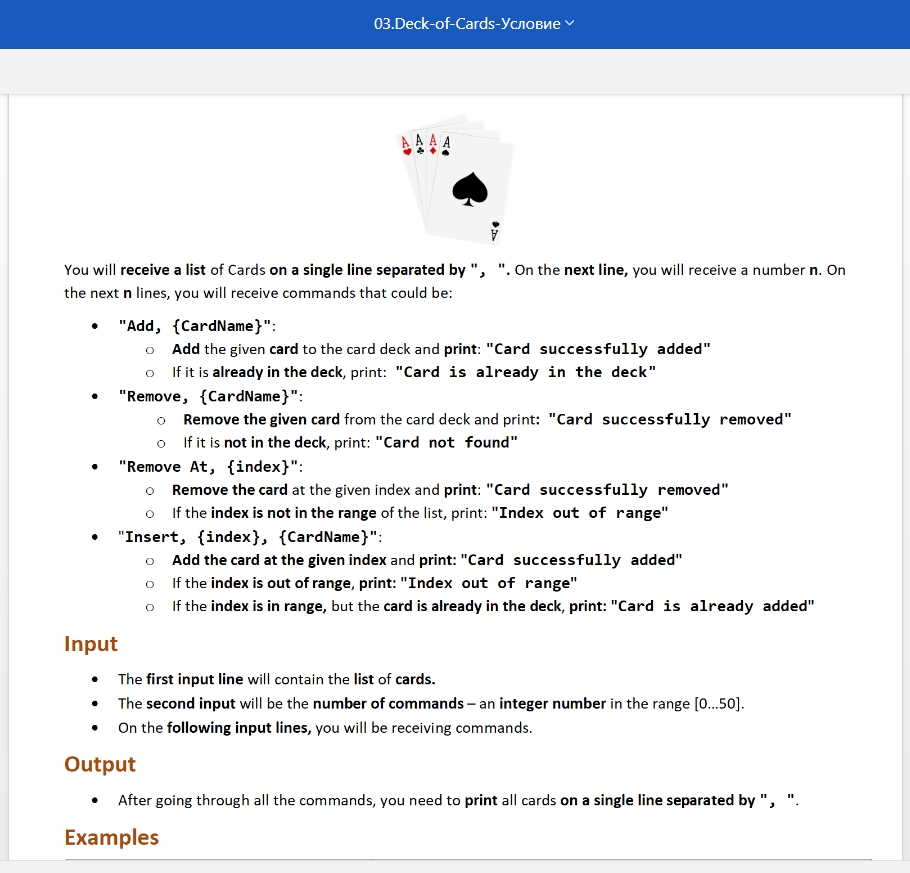 03.Deck-of-Cards-Условие
A A A A
A
You will receive a list of Cards on a single line separated by ", ". On the next line, you will receive a number n. On
the next n lines, you will receive commands that could be:
• "Add, {CardName}":
o Add the given card to the card deck and print: "Card successfully added"
o If it is already in the deck, print: "Card is already in the deck"
• "Remove, {CardName}":
o Remove the given card from the card deck and print: "Card successfully removed"
o If it is not in the deck, print: "Card not found"
• "Remove At, {index}":
o Remove the card at the given index and print: "Card successfully removed"
o If the index is not in the range of the list, print: "Index out of range"
• "Insert, {index}, {CardName}":
o Add the card at the given index and print: "Card successfully added"
o If the index is out of range, print: "Index out of range"
o If the index is in range, but the card is already in the deck, print: "Card is already added"
Input
• The first input line will contain the list of cards.
• The second input will be the number of commands – an integer number in the range [0…50].
• On the following input lines, you will be receiving commands.
Output
• After going through all the commands, you need to print all cards on a single line separated by ", ".
Examples